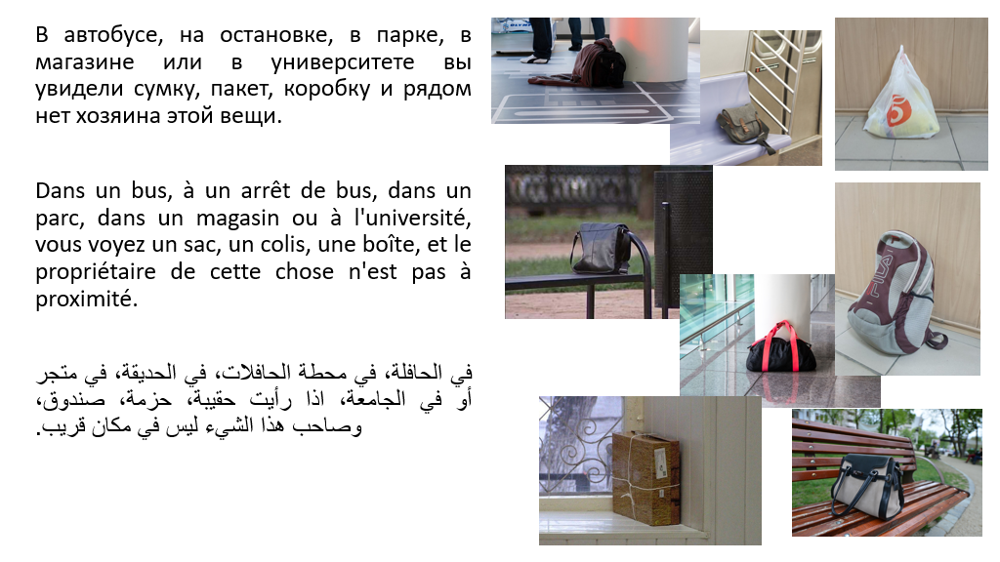 В автобусе, на остановке, в парке, в
магазине или в университете вы
увидели сумку, пакет, коробку и рядом
нет хозяина этой вещи.
Dans un bus, à un arrêt de bus, dans un
parc, dans un magasin ou à l'université,
vous voyez un sac, un colis, une boîte, et le
propriétaire de cette chose n'est pas à
proximité.
في الحافلة، في محطة الحافلات، في الحديقة، في متجر
أو في الجامعة، اذا رأيت حقيبة، حزمة، صندوق،
وصاحب هذا الشيء ليس في مكان قريب.
5
FILA